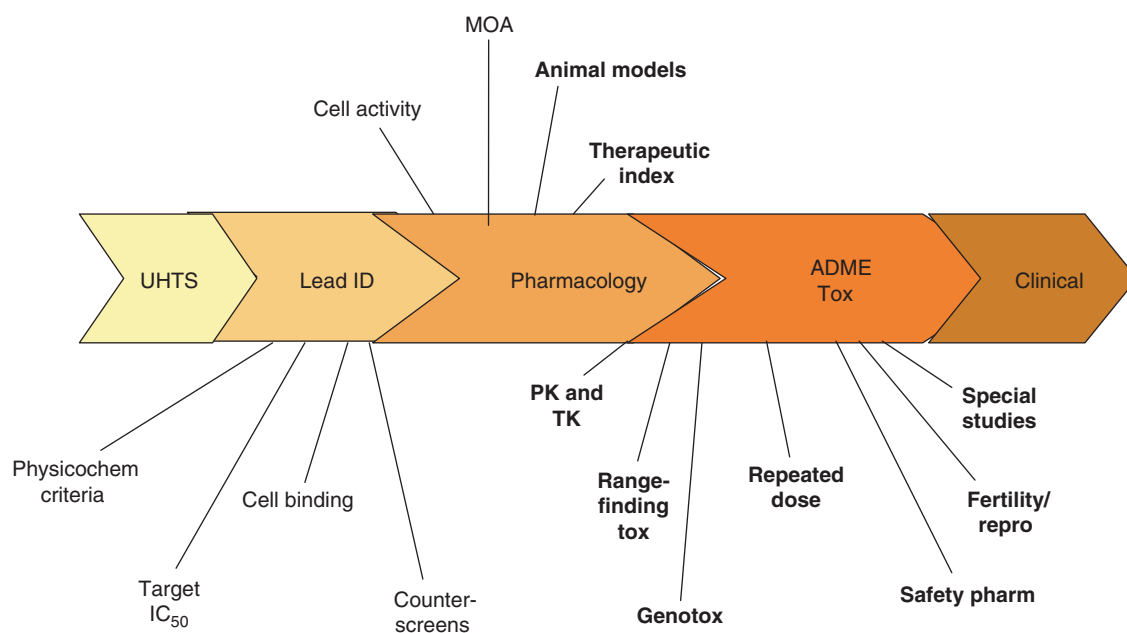 MOA
Animal models
Cell activity
Therapeutic
index
UHTS
Lead ID
Pharmacology
ADME
Tox
Clinical
PK and
TK
Special
studies
Physicochem
criteria
Cell binding
Range-
finding
tox
Repeated
dose
Fertility/
repro
Target
IC₅₀
Counter-
screens
Genotox
Safety pharm